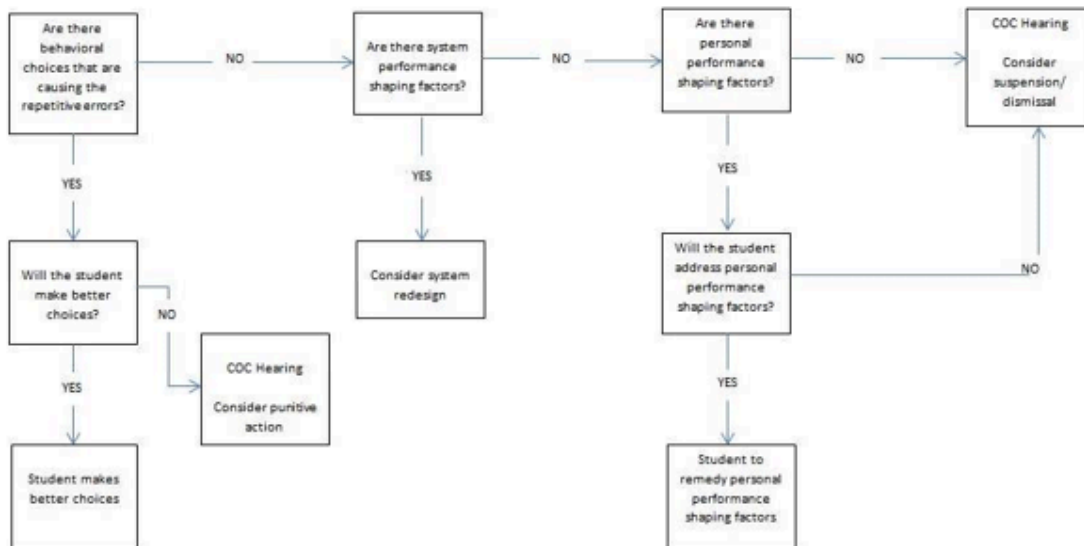 Are there
behavioral
choices that are
causing the
repetitive errors?
NO
Are there system
performance
shaping factors?
NO
Are there
personal
performance
shaping factors?
NO
COC Hearing
Consider
suspension/
dismissal
YES
YES
YES
Will the student
make better
choices?
NO
Consider system
redesign
Will the student
address personal
performance
shaping factors?
NO
YES
COC Hearing
Consider punitive
action
YES
Student makes
better choices
Student to
remedy personal
performance
shaping factors